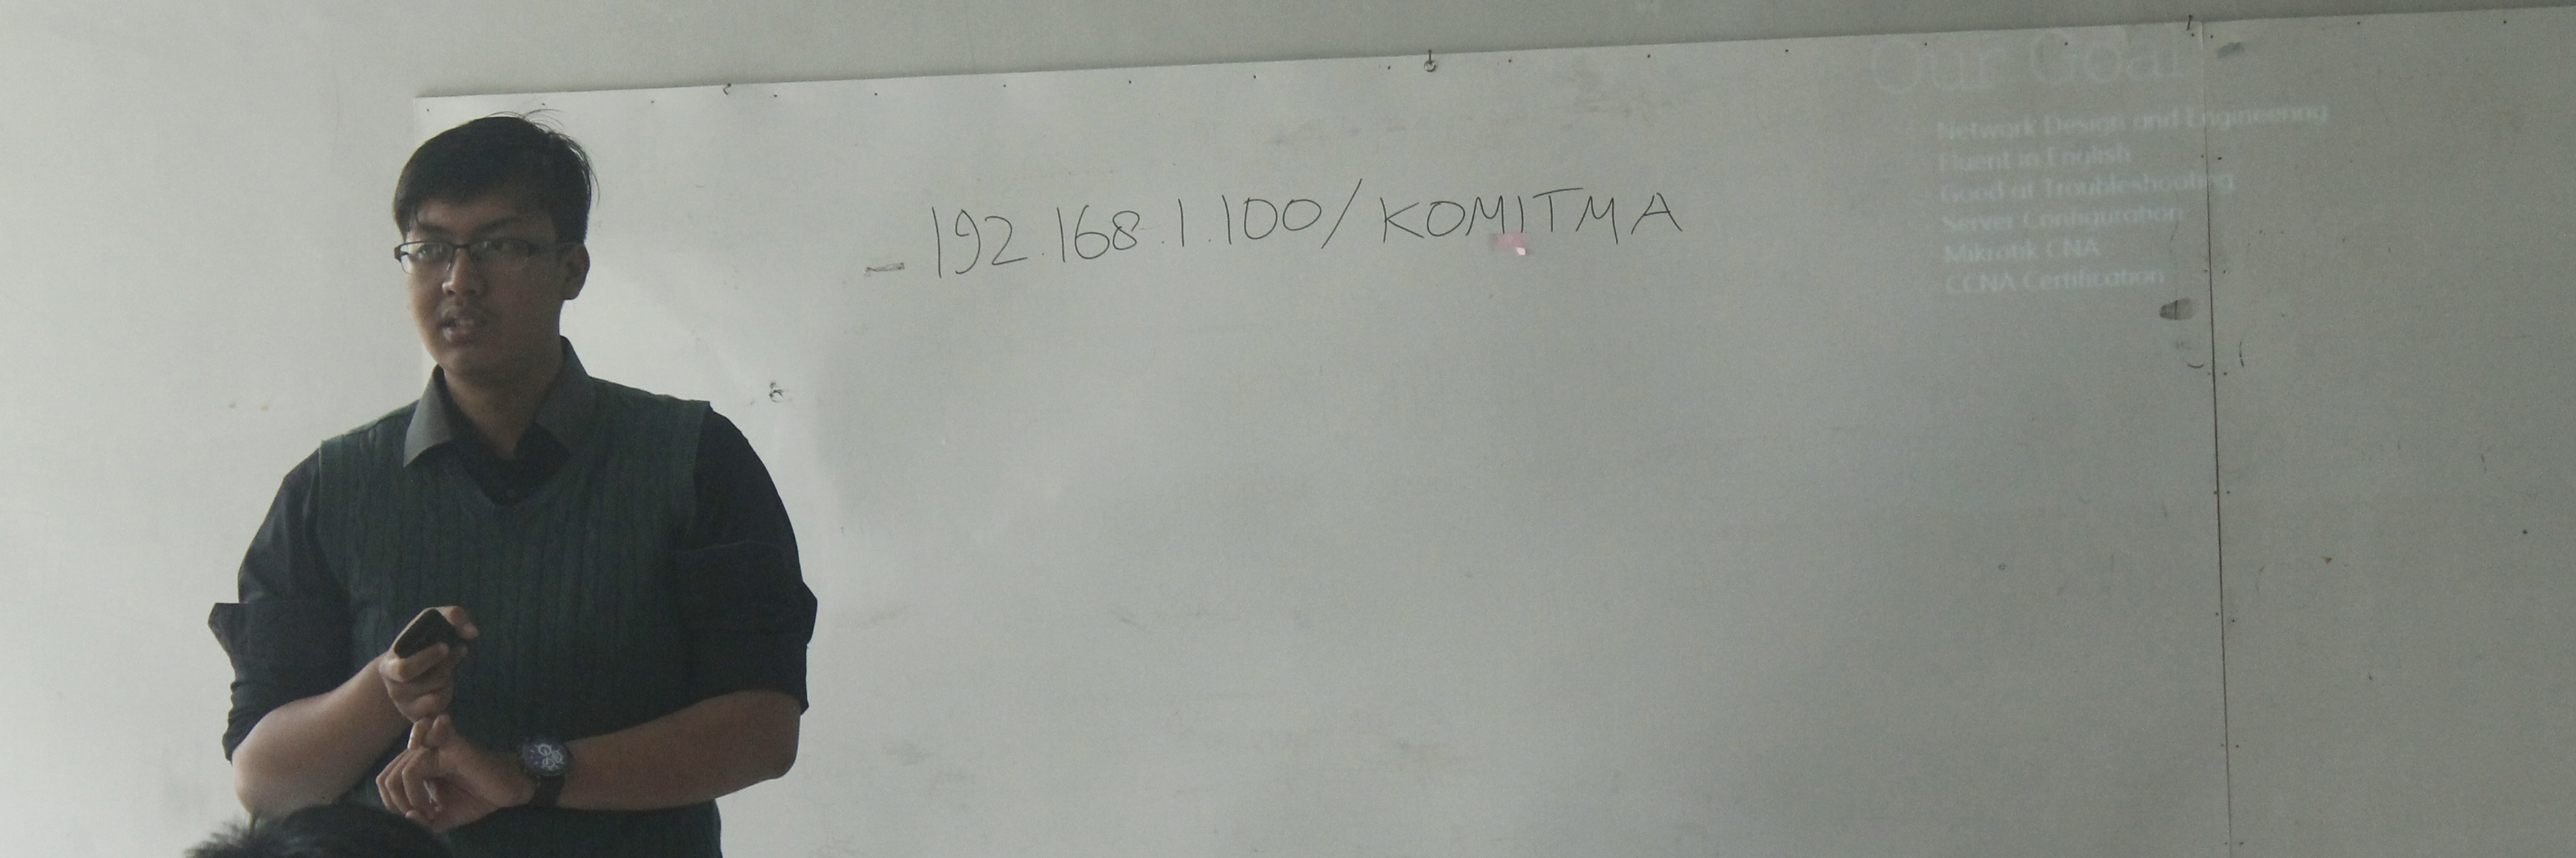 - 192.168.1.100/KOMITMA
Our Goal
Network Design and Engineering
Fluent in English
Good at Troubleshooting
Server Configuration
Mikrotik CNA
CCNA Certification